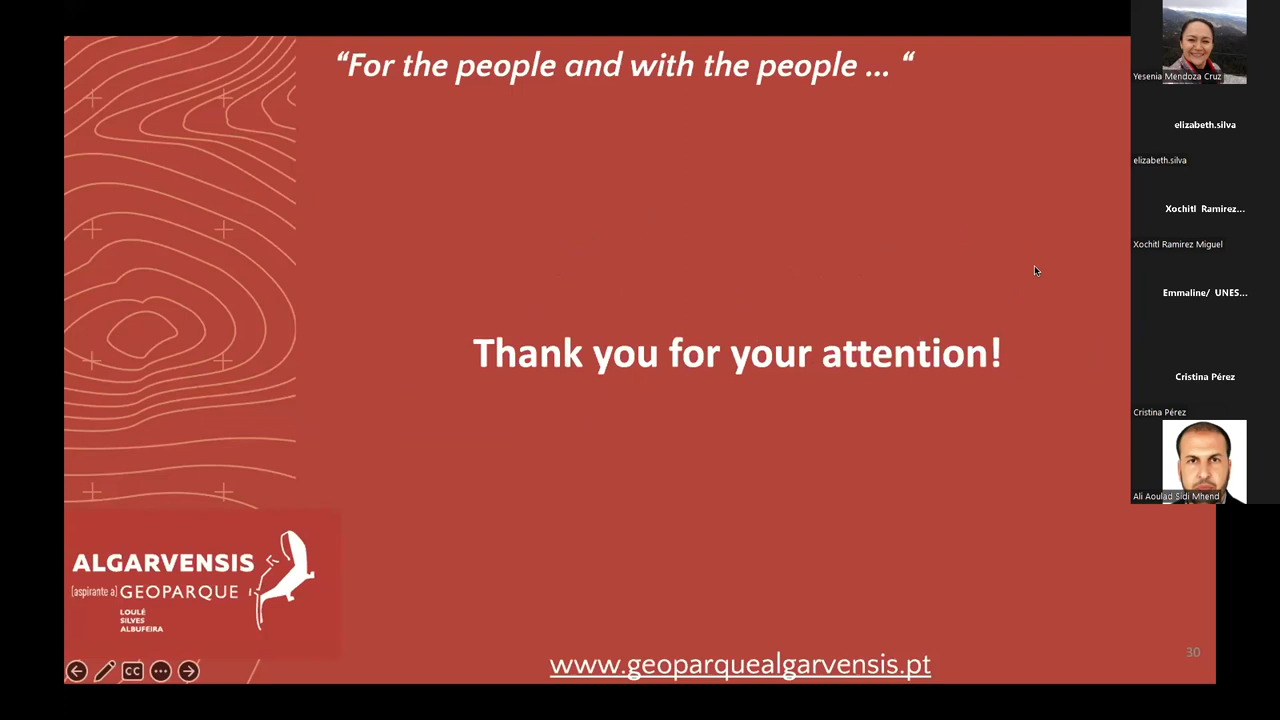 “For the people and with the people ... “
Thank you for your attention!
ALGARVENSIS
[aspirante a] GEOPARQUE
LOULÉ
SILVES
ALBUFEIRA
CC
www.geoparquealgarvensis.pt
30
Yesenia Mendoza Cruz
elizabeth.silva
elizabeth.silva
Xochitl Ramirez...
Xochitl Ramirez Miguel
Emmaline/ UNES...
Cristina Pérez
Cristina Pérez
Ali Aoulad Sidi Mhend